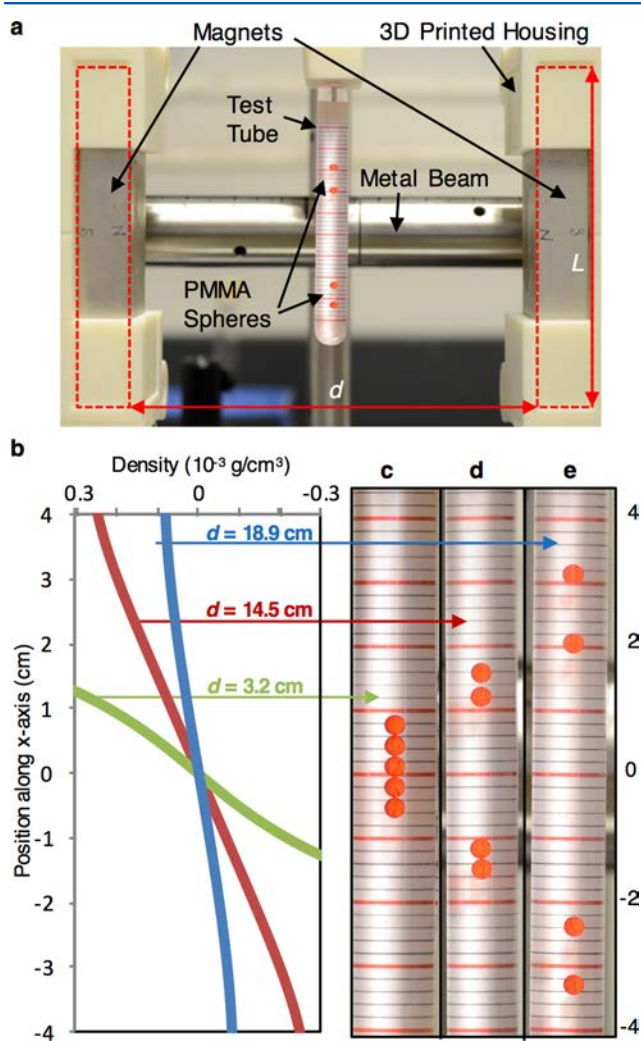 a
Magnets
3D Printed Housing
Test
Tube
Metal Beam
S N
N S
L
PMMA
Spheres
d
b
Density (10-3 g/cm3)
c d e
0.3 0 -0.3
4
3
2
1
0
-1
-2
-3
-4
Position along x-axis (cm)
d = 18.9 cm
d = 14.5 cm
d = 3.2 cm
4
2
0
-2
-4